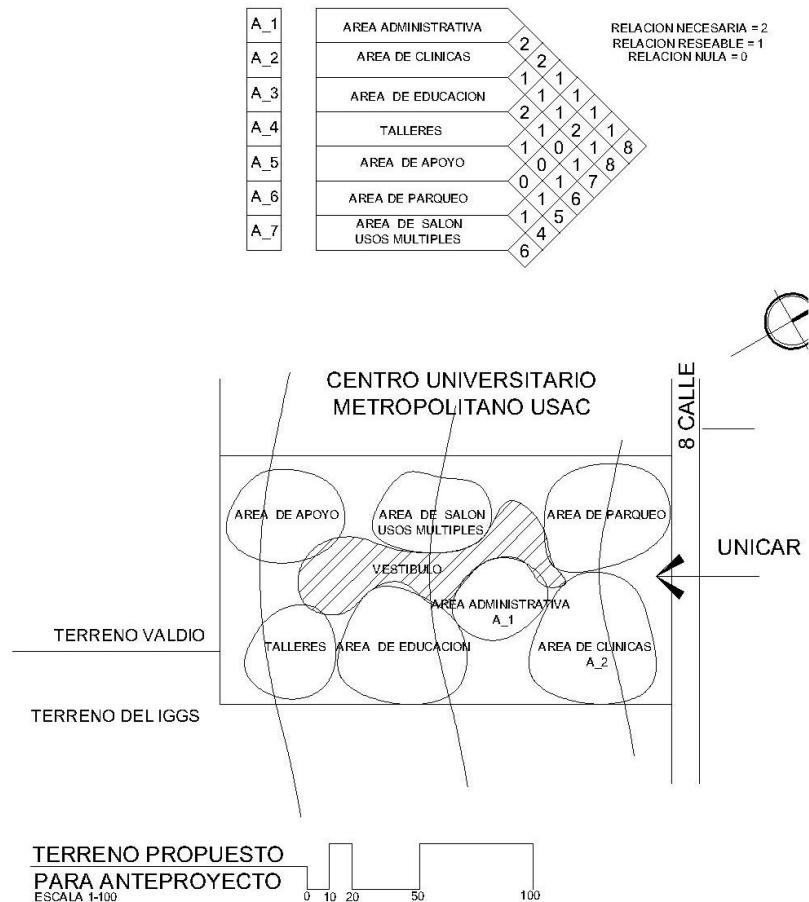 A_1 AREA ADMINISTRATIVA
RELACION NECESARIA = 2
RELACION RESEABLE = 1
RELACION NULA = 0
2
A_2 AREA DE CLINICAS 2
1 1
A_3 AREA DE EDUCACION 1 1
2 1 1
A_4 TALLERES 1 2 1
1 0 1 8
A_5 AREA DE APOYO 0 1 8
0 1 7
A_6 AREA DE PARQUEO 1 6
1 5
A_7 AREA DE SALON
USOS MULTIPLES 4
6
CENTRO UNIVERSITARIO
METROPOLITANO USAC
8 CALLE
AREA DE APOYO
AREA DE SALON
USOS MULTIPLES
AREA DE PARQUEO
UNICAR
VESTIBULO
AREA ADMINISTRATIVA
A_1
TERRENO VALDIO
TALLERES
AREA DE EDUCACION
AREA DE CLINICAS
A_2
TERRENO DEL IGGS
TERRENO PROPUESTO
PARA ANTEPROYECTO
ESCALA 1-100
0 10 20 50 100